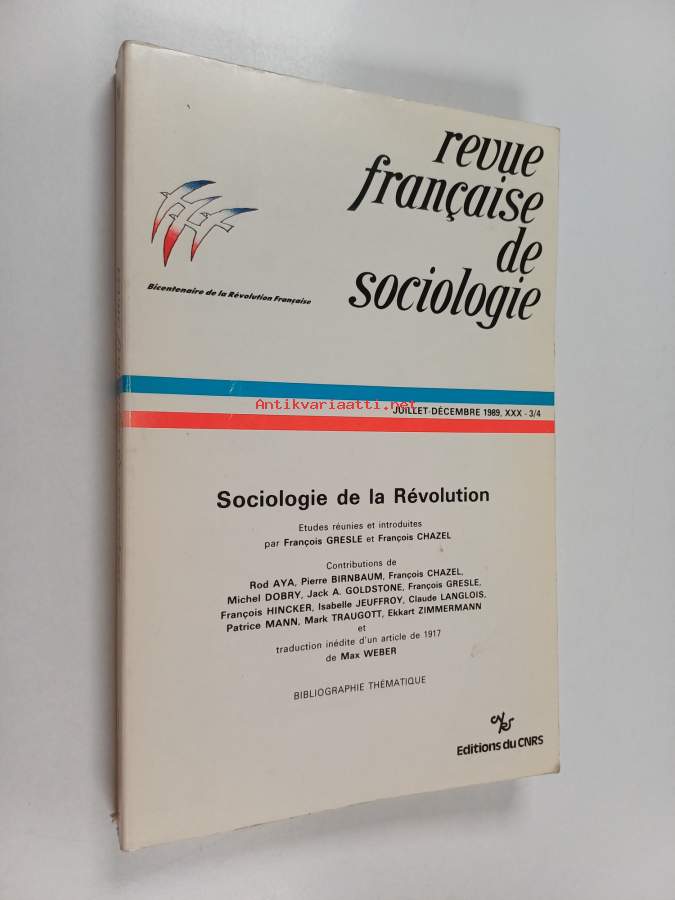 revue
française
de
sociologie
Bicentenaire de la Révolution Française
Antikvariaatti.net
JUILLET-DÉCEMBRE 1989, XXX - 3/4
Sociologie de la Révolution
Etudes réunies et introduites
par François GRESLE et François CHAZEL
Contributions de
Rod AYA, Pierre BIRNBAUM, François CHAZEL,
Michel DOBRY, Jack A. GOLDSTONE, François GRESLE,
François HINCKER, Isabelle JEUFFROY, Claude LANGLOIS,
Patrice MANN, Mark TRAUGOTT, Ekkart ZIMMERMANN
et
traduction inédite d'un article de 1917
de Max WEBER
BIBLIOGRAPHIE THÉMATIQUE
cnrs
Editions du CNRS